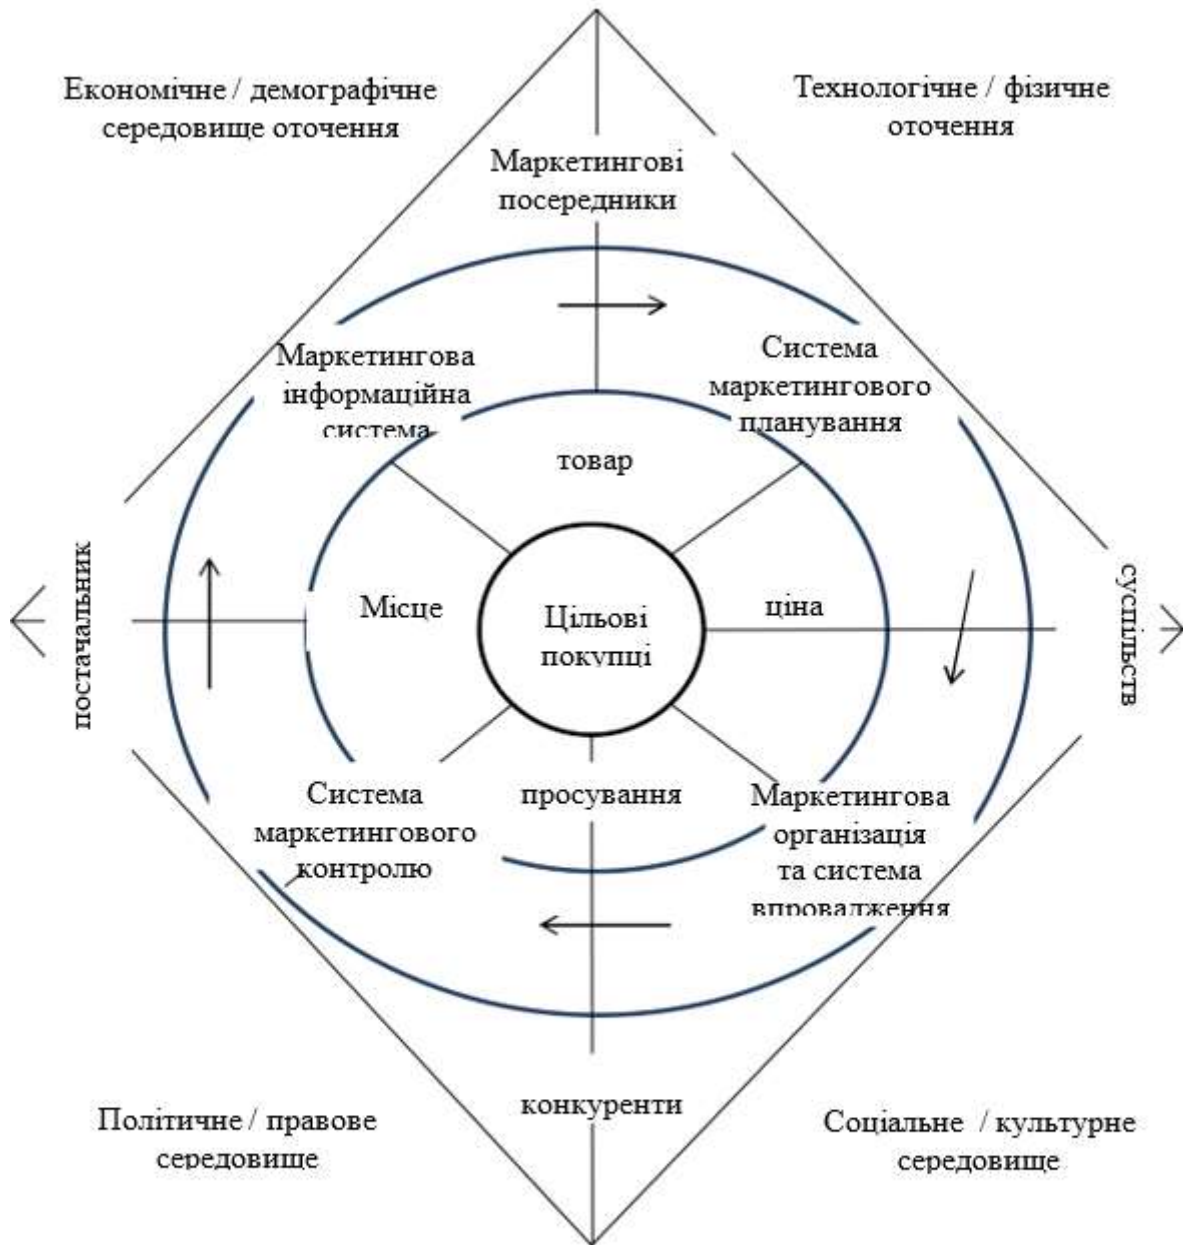 Економічне / демографічне
середовище оточення
Технологічне / фізичне
оточення
Маркетингові
посередники
Маркетингова
інформаційна
система
Система
маркетингового
планування
товар
постачальник
Місце
Цільові
покупці
ціна
суспільств
Система
маркетингового
контролю
просування
Маркетингова
організація
та система
впровадження
конкуренти
Політичне / правове
середовище
Соціальне / культурне
середовище